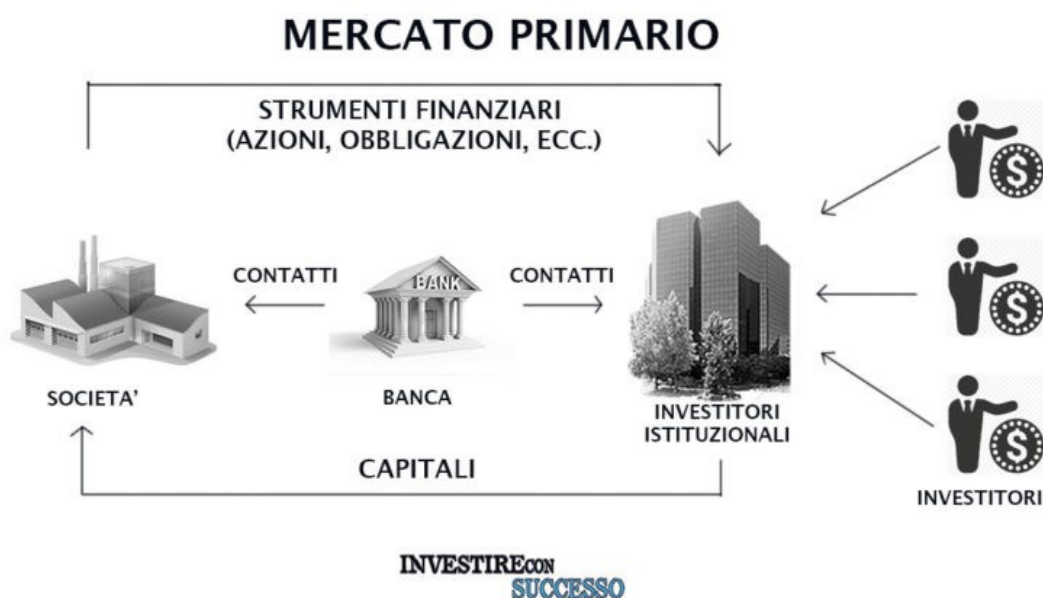 MERCATO PRIMARIO
STRUMENTI FINANZIARI
(AZIONI, OBBLIGAZIONI, ECC.)
CONTATTI
BANK
CONTATTI
SOCIETA'
BANCA
INVESTITORI
ISTITUZIONALI
CAPITALI
$
$
$
INVESTITORI
INVESTIRECON
SUCCESSO